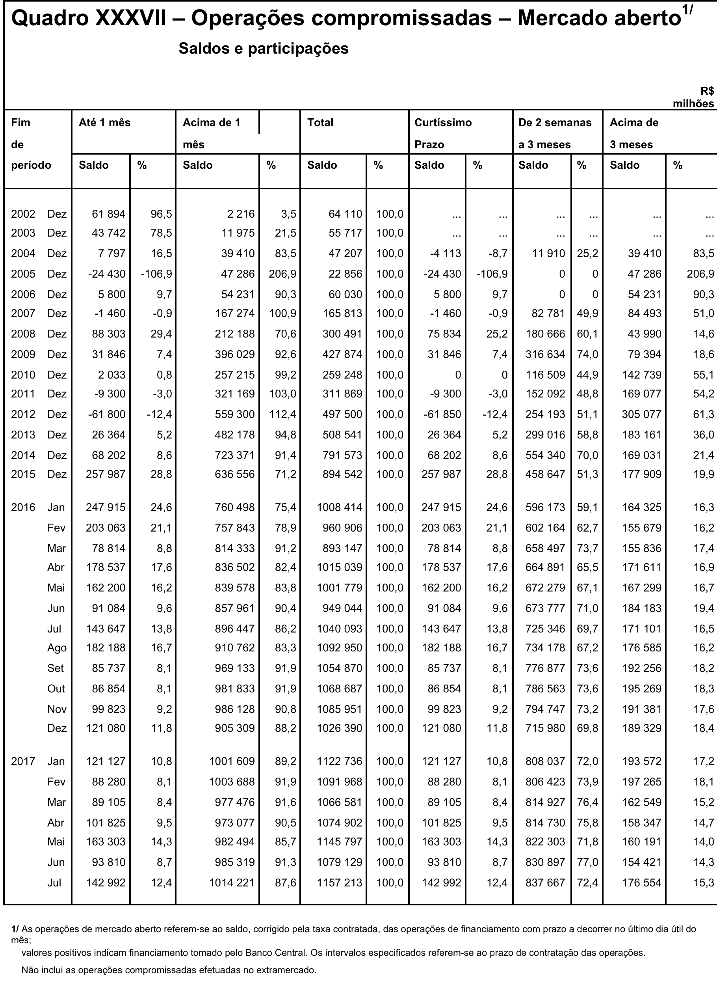 Quadro XXXVII – Operações compromissadas – Mercado aberto1/
Saldos e participações
R$
milhões
Fim Até 1 mês Acima de 1 Total Curtíssimo De 2 semanas Acima de
de mês Prazo a 3 meses 3 meses
período Saldo % Saldo % Saldo % Saldo % Saldo % Saldo %
2002 Dez 61 894 96,5 2 216 3,5 64 110 100,0 ... ... ... ... ... ...
2003 Dez 43 742 78,5 11 975 21,5 55 717 100,0 ... ... ... ... ... ...
2004 Dez 7 797 16,5 39 410 83,5 47 207 100,0 -4 113 -8,7 11 910 25,2 39 410 83,5
2005 Dez -24 430 -106,9 47 286 206,9 22 856 100,0 -24 430 -106,9 0 0 47 286 206,9
2006 Dez 5 800 9,7 54 231 90,3 60 030 100,0 5 800 9,7 0 0 54 231 90,3
2007 Dez -1 460 -0,9 167 274 100,9 165 813 100,0 -1 460 -0,9 82 781 49,9 84 493 51,0
2008 Dez 88 303 29,4 212 188 70,6 300 491 100,0 75 834 25,2 180 666 60,1 43 990 14,6
2009 Dez 31 846 7,4 396 029 92,6 427 874 100,0 31 846 7,4 316 634 74,0 79 394 18,6
2010 Dez 2 033 0,8 257 215 99,2 259 248 100,0 0 0 116 509 44,9 142 739 55,1
2011 Dez -9 300 -3,0 321 169 103,0 311 869 100,0 -9 300 -3,0 152 092 48,8 169 077 54,2
2012 Dez -61 800 -12,4 559 300 112,4 497 500 100,0 -61 850 -12,4 254 193 51,1 305 077 61,3
2013 Dez 26 364 5,2 482 178 94,8 508 541 100,0 26 364 5,2 299 016 58,8 183 161 36,0
2014 Dez 68 202 8,6 723 371 91,4 791 573 100,0 68 202 8,6 554 340 70,0 169 031 21,4
2015 Dez 257 987 28,8 636 556 71,2 894 542 100,0 257 987 28,8 458 647 51,3 177 909 19,9
2016 Jan 247 915 24,6 760 498 75,4 1008 414 100,0 247 915 24,6 596 173 59,1 164 325 16,3
Fev 203 063 21,1 757 843 78,9 960 906 100,0 203 063 21,1 602 164 62,7 155 679 16,2
Mar 78 814 8,8 814 333 91,2 893 147 100,0 78 814 8,8 658 497 73,7 155 836 17,4
Abr 178 537 17,6 836 502 82,4 1015 039 100,0 178 537 17,6 664 891 65,5 171 611 16,9
Mai 162 200 16,2 839 578 83,8 1001 779 100,0 162 200 16,2 672 279 67,1 167 299 16,7
Jun 91 084 9,6 857 961 90,4 949 044 100,0 91 084 9,6 673 777 71,0 184 183 19,4
Jul 143 647 13,8 896 447 86,2 1040 093 100,0 143 647 13,8 725 346 69,7 171 101 16,5
Ago 182 188 16,7 910 762 83,3 1092 950 100,0 182 188 16,7 734 178 67,2 176 585 16,2
Set 85 737 8,1 969 133 91,9 1054 870 100,0 85 737 8,1 776 877 73,6 192 256 18,2
Out 86 854 8,1 981 833 91,9 1068 687 100,0 86 854 8,1 786 563 73,6 195 269 18,3
Nov 99 823 9,2 986 128 90,8 1085 951 100,0 99 823 9,2 794 747 73,2 191 381 17,6
Dez 121 080 11,8 905 309 88,2 1026 390 100,0 121 080 11,8 715 980 69,8 189 329 18,4
2017 Jan 121 127 10,8 1001 609 89,2 1122 736 100,0 121 127 10,8 808 037 72,0 193 572 17,2
Fev 88 280 8,1 1003 688 91,9 1091 968 100,0 88 280 8,1 806 423 73,9 197 265 18,1
Mar 89 105 8,4 977 476 91,6 1066 581 100,0 89 105 8,4 814 927 76,4 162 549 15,2
Abr 101 825 9,5 973 077 90,5 1074 902 100,0 101 825 9,5 814 730 75,8 158 347 14,7
Mai 163 303 14,3 982 494 85,7 1145 797 100,0 163 303 14,3 822 303 71,8 160 191 14,0
Jun 93 810 8,7 985 319 91,3 1079 129 100,0 93 810 8,7 830 897 77,0 154 421 14,3
Jul 142 992 12,4 1014 221 87,6 1157 213 100,0 142 992 12,4 837 667 72,4 176 554 15,3
1/ As operações de mercado aberto referem-se ao saldo, corrigido pela taxa contratada, das operações de financiamento com prazo a decorrer no último dia útil do
mês;
valores positivos indicam financiamento tomado pelo Banco Central. Os intervalos especificados referem-se ao prazo de contratação das operações.
Não inclui as operações compromissadas efetuadas no extramercado.